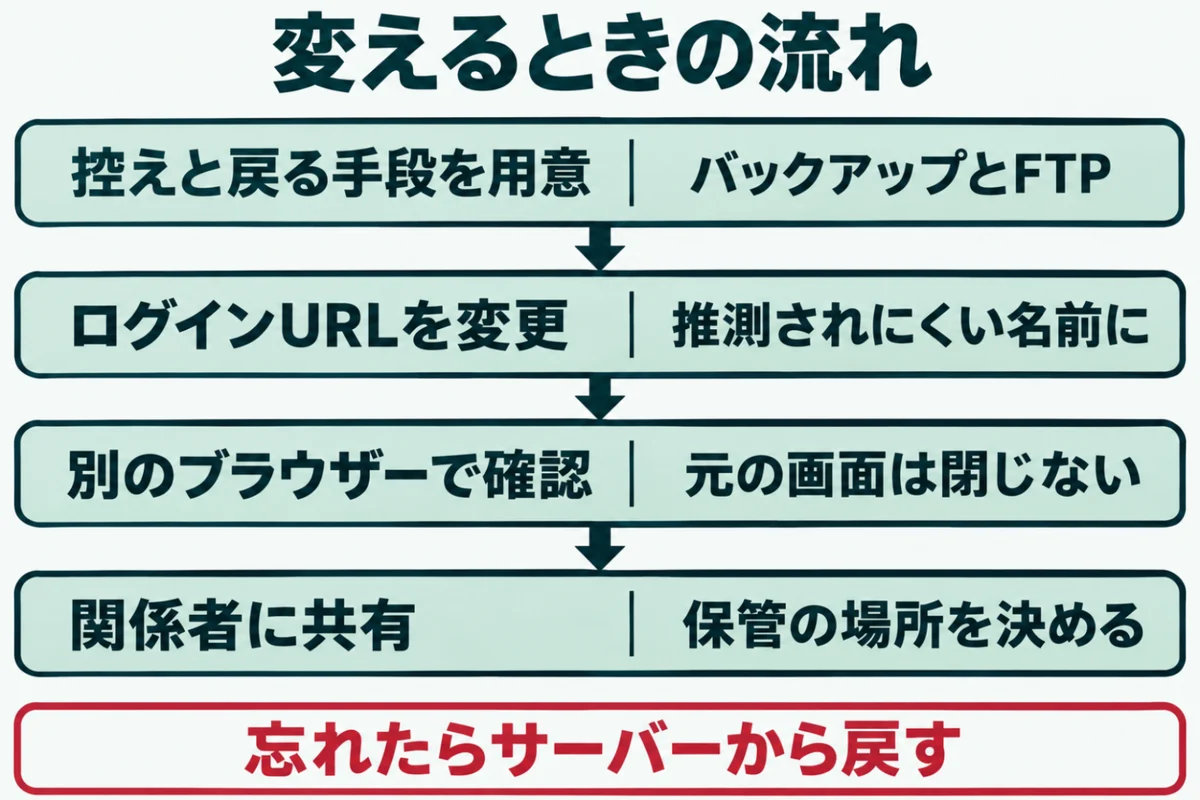 変えるときの流れ
控えと戻る手段を用意 バックアップとFTP
ログインURLを変更 推測されにくい名前に
別のブラウザーで確認 元の画面は閉じない
関係者に共有 保管の場所を決める
忘れたらサーバーから戻す